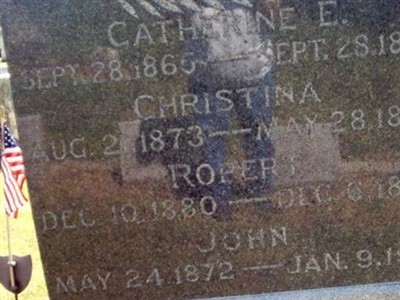 CATHERINE E.
SEPT. 28. 1865 — SEPT. 28. 18
CHRISTINA
AUG. 2. 1873 — MAY 28. 18
ROBERT
DEC. 10. 1880 — DEC. 6. 18
JOHN
MAY 24. 1872 — JAN. 9. 19